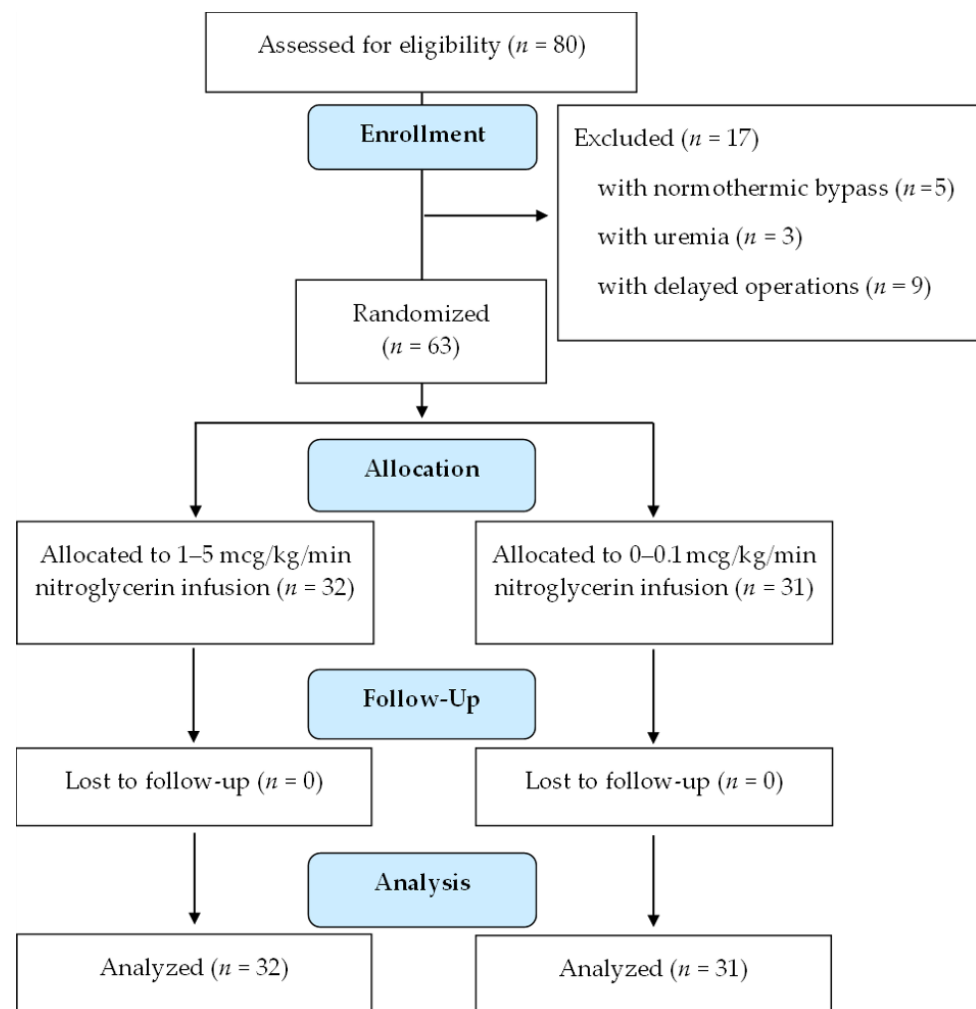 Assessed for eligibility (n = 80)
Enrollment
Excluded (n = 17)
with normothermic bypass (n =5)
with uremia (n = 3)
with delayed operations (n = 9)
Randomized
(n = 63)
Allocation
Allocated to 1–5 mcg/kg/min
nitroglycerin infusion (n = 32)
Allocated to 0–0.1 mcg/kg/min
nitroglycerin infusion (n = 31)
Follow-Up
Lost to follow-up (n = 0)
Lost to follow-up (n = 0)
Analysis
Analyzed (n = 32)
Analyzed (n = 31)